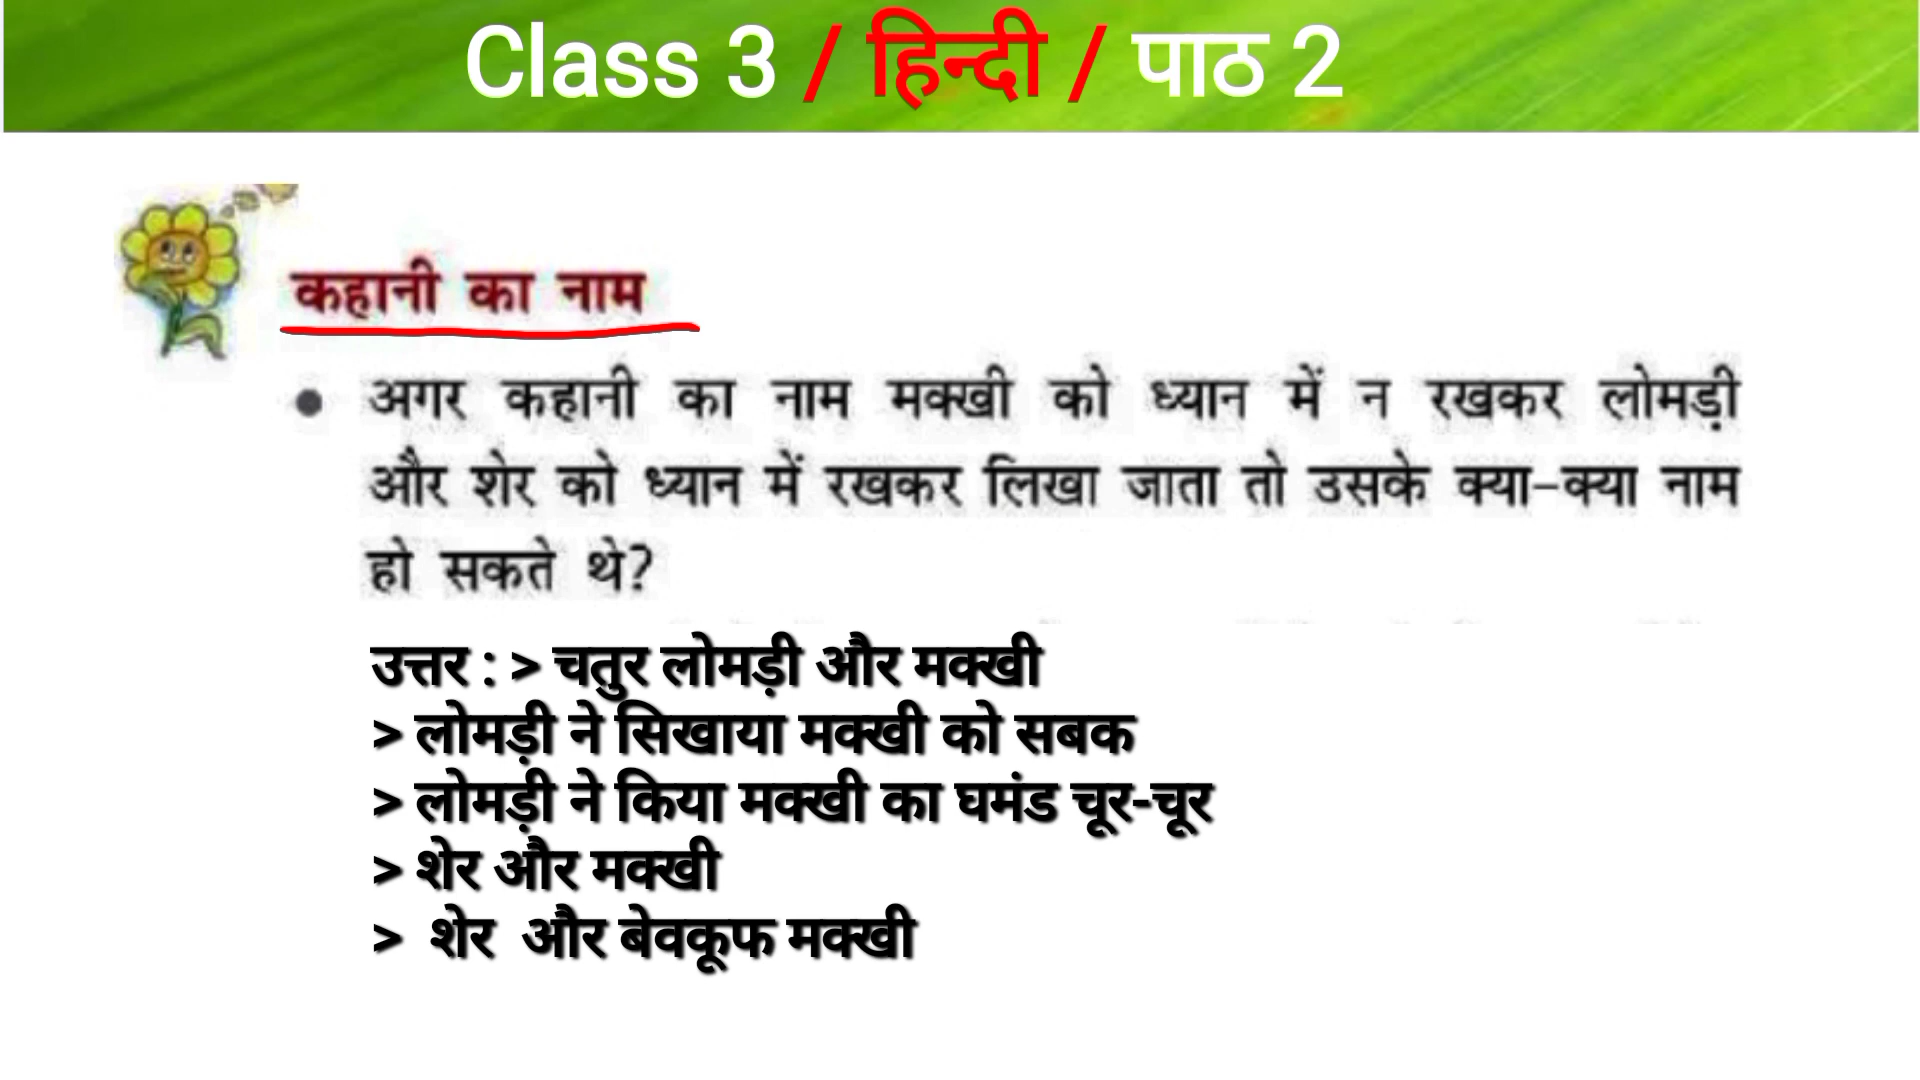 Class 3 / हिन्दी / पाठ 2
कहानी का नाम
● अगर कहानी का नाम मक्खी को ध्यान में न रखकर लोमड़ी
और शेर को ध्यान में रखकर लिखा जाता तो उसके क्या-क्या नाम
हो सकते थे?
उत्तर : > चतुर लोमड़ी और मक्खी
> लोमड़ी ने सिखाया मक्खी को सबक
> लोमड़ी ने किया मक्खी का घमंड चूर-चूर
> शेर और मक्खी
> शेर और बेवकूफ मक्खी